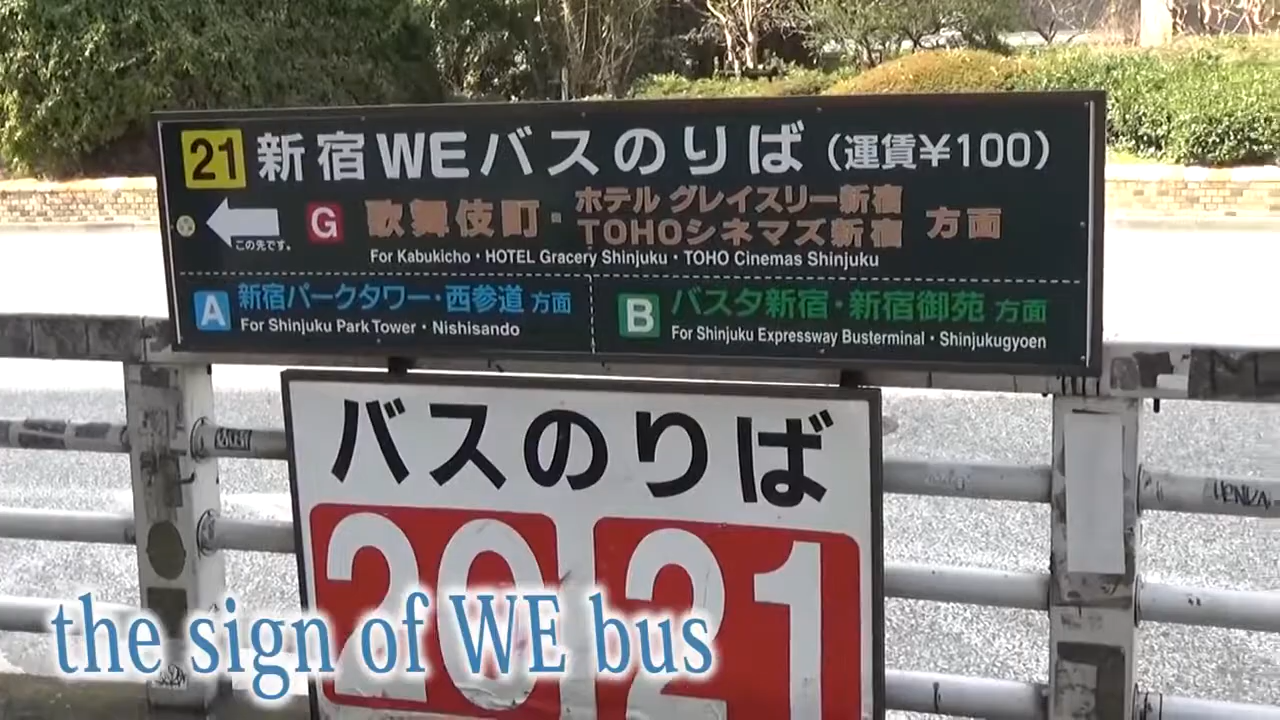 21 新宿WEバスのりば(運賃¥100)
この先です。
G 歌舞伎町・ホテル グレイスリー新宿 TOHOシネマズ新宿 方面
For Kabukicho・HOTEL Gracery Shinjuku・TOHO Cinemas Shinjuku
A 新宿パークタワー・西参道 方面
For Shinjuku Park Tower・Nishisando
B バスタ新宿・新宿御苑 方面
For Shinjuku Expressway Busterminal・Shinjukugyoen
バスのりば
20 21
the sign of WE bus